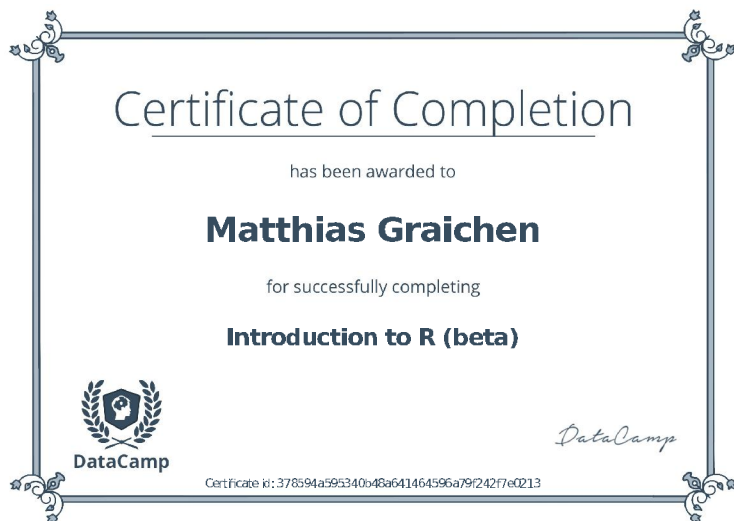 Certificate of Completion
has been awarded to
Matthias Graichen
for successfully completing
Introduction to R (beta)
DataCamp
DataCamp
Certificate id: 378594a595340b48a641464596a79f242f7e0213